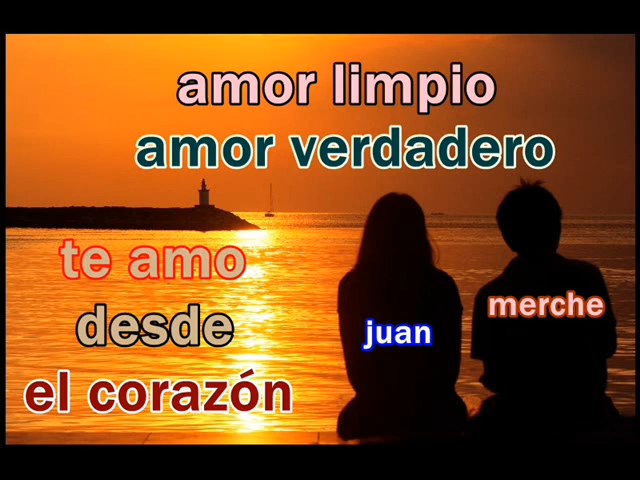 amor limpio
amor verdadero
te amo
desde
el corazón
juan
merche